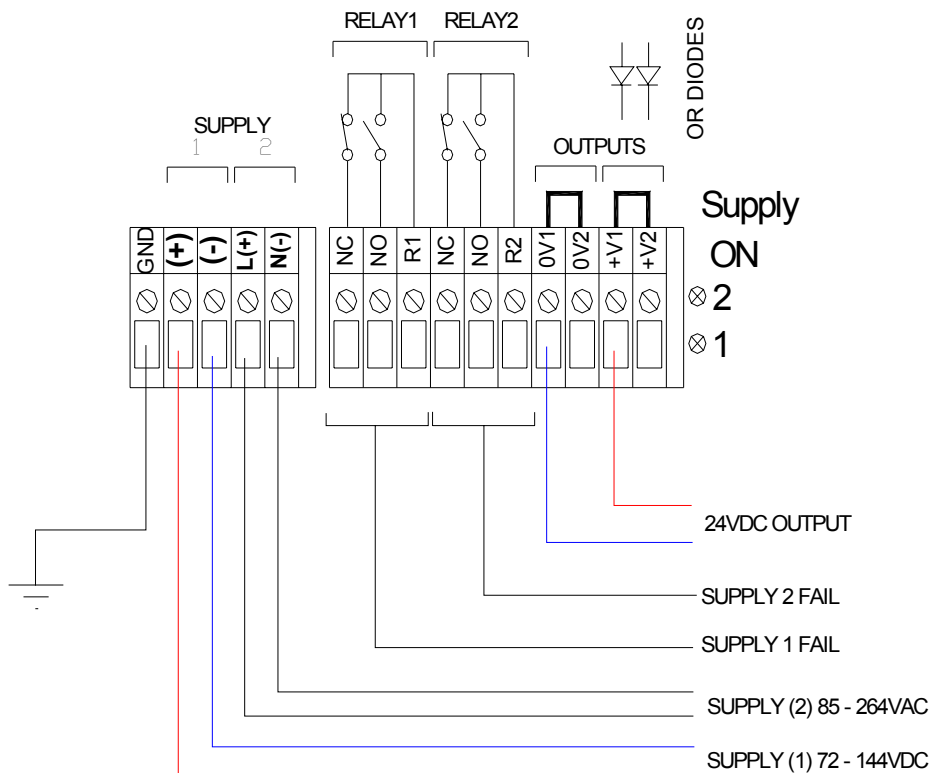 RELAY1 RELAY2
OR DIODES
SUPPLY
1 2
OUTPUTS
Supply
ON
GND (+) (-) L(+) N(-) NC NO R1 NC NO R2 0V1 0V2 +V1 +V2
2
1
24VDC OUTPUT
SUPPLY 2 FAIL
SUPPLY 1 FAIL
SUPPLY (2) 85 - 264VAC
SUPPLY (1) 72 - 144VDC